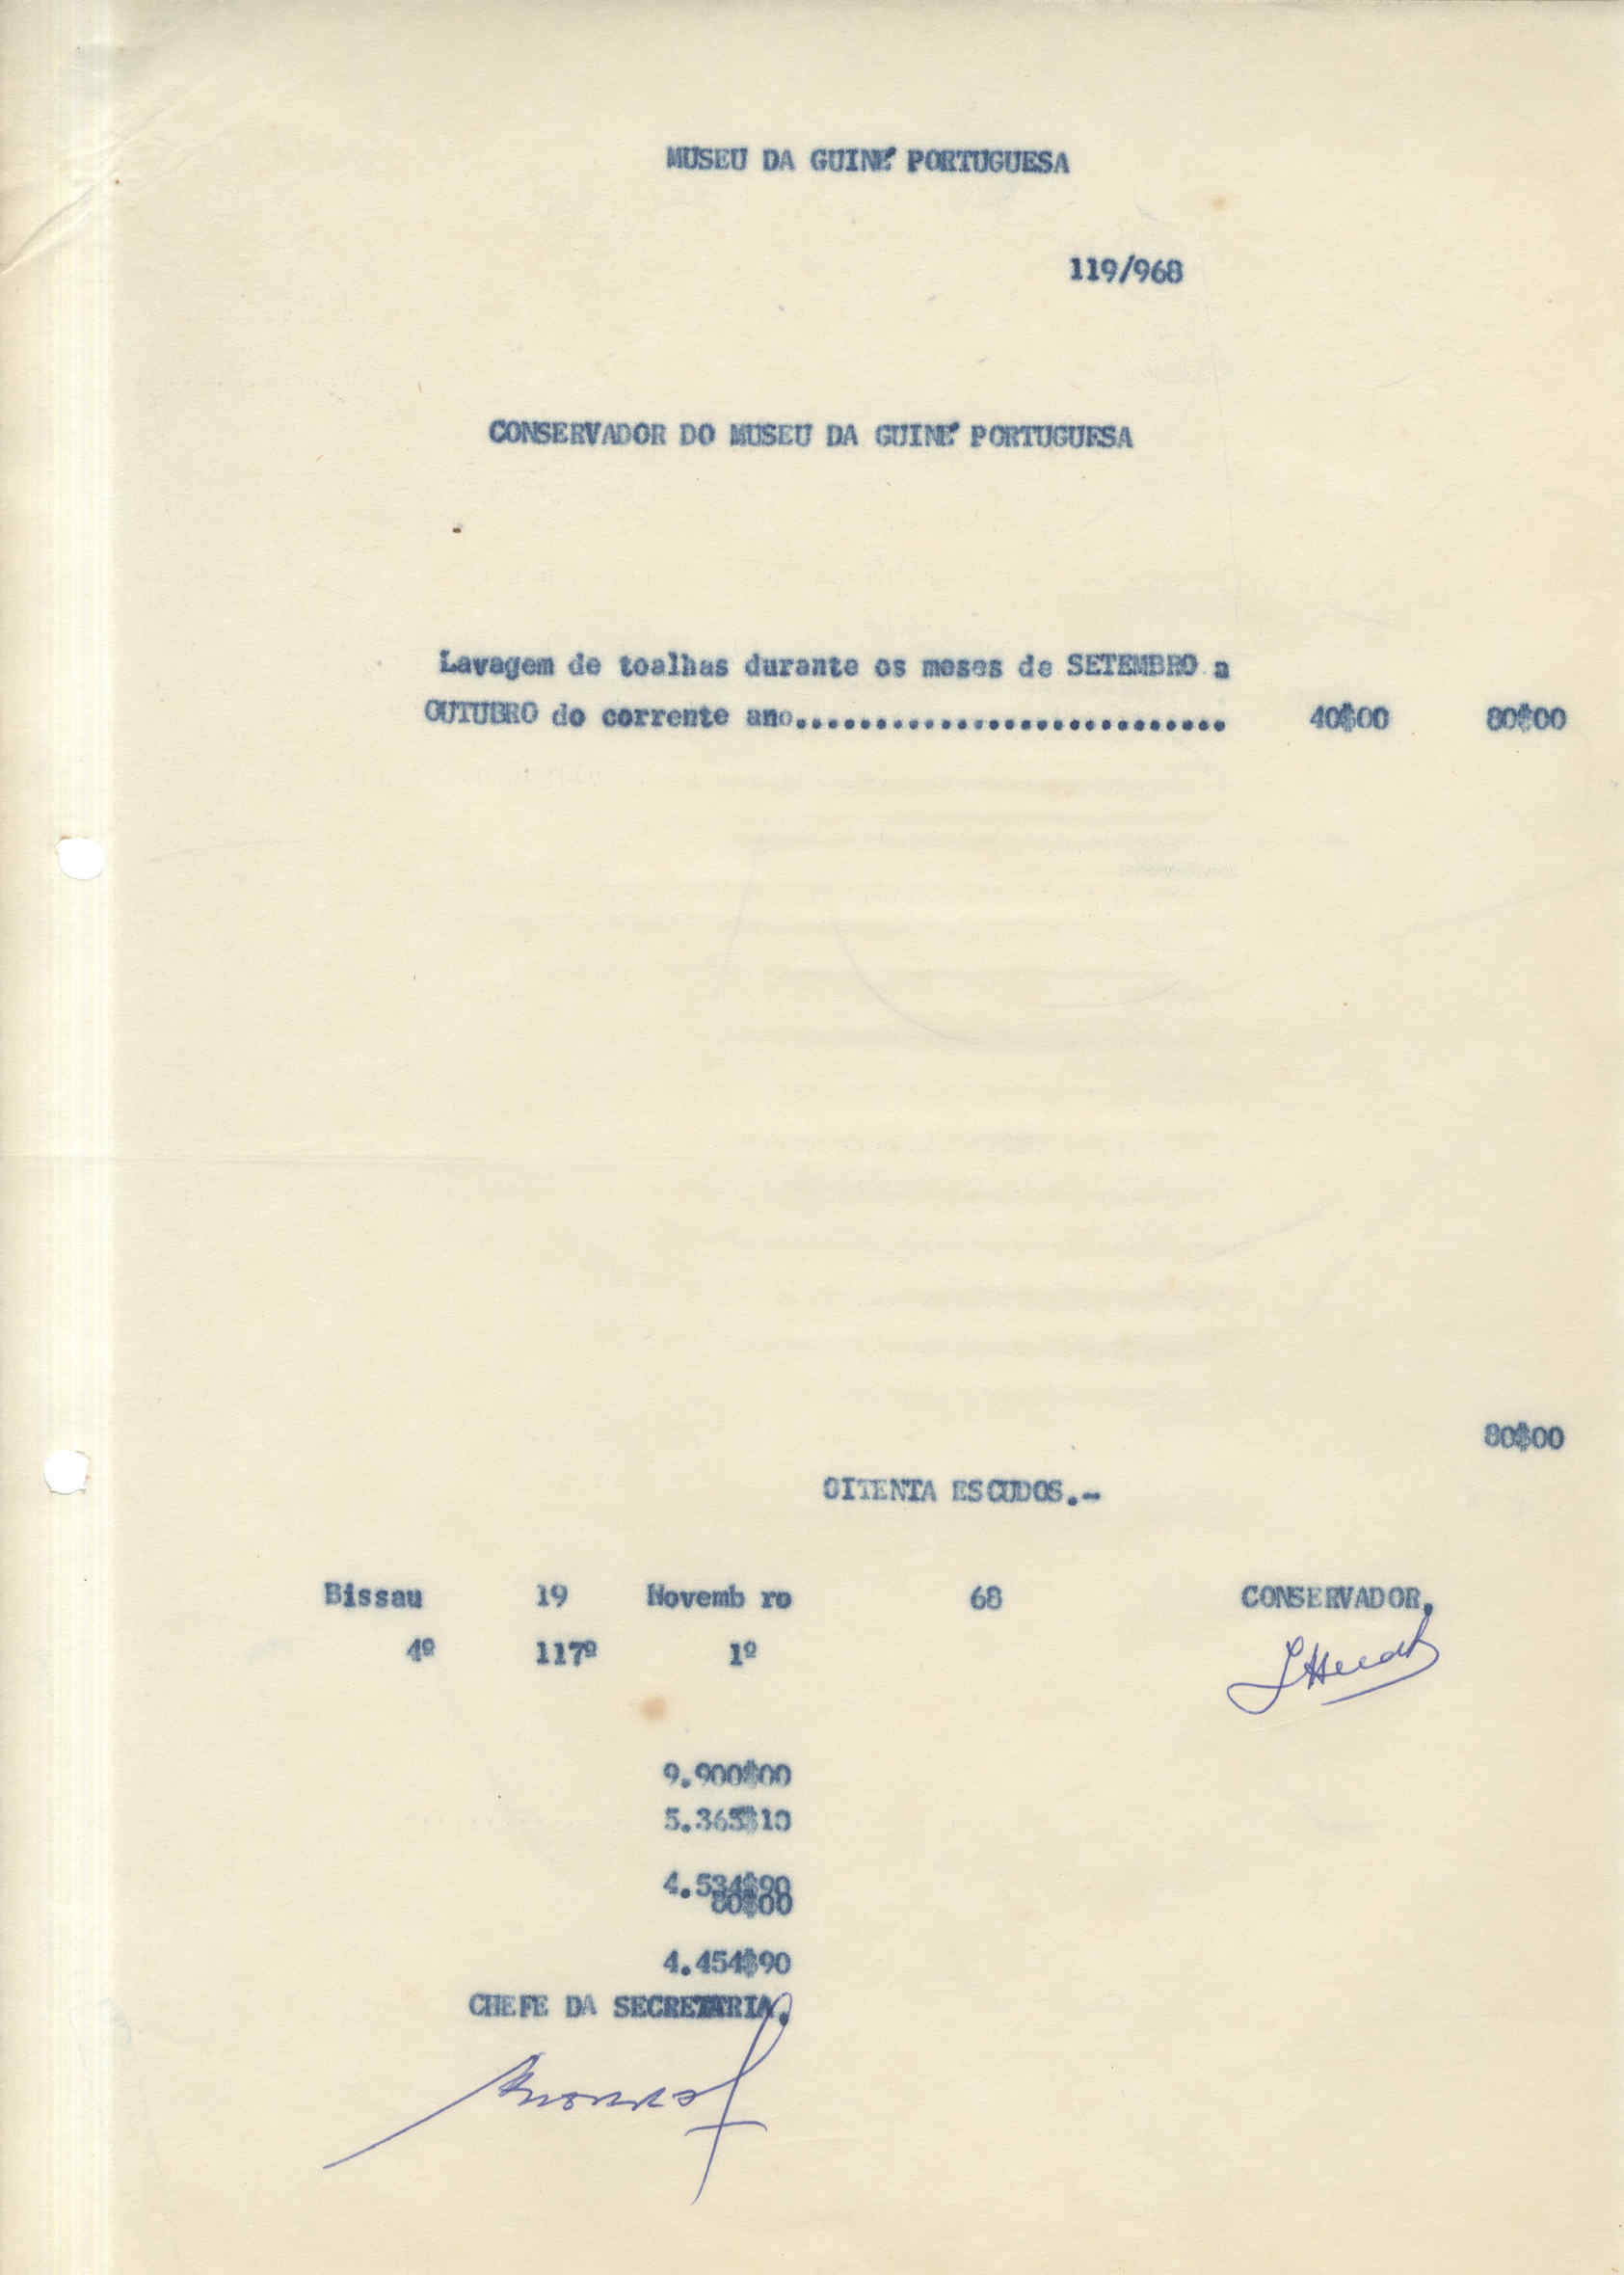 MUSEU DA GUINÉ PORTUGUESA
119/968
CONSERVADOR DO MUSEU DA GUINÉ PORTUGUESA
Lavagem de toalhas durante os meses de SETEMBRO a
OUTUBRO do corrente ano........................... 40$00 80$00
80$00
OITENTA ESCUDOS.-
Bissau 19 Novemb ro 68 CONSERVADOR,
4º 117º 1º
9.900$00
5.365$10
4.534$90
80$00
4.454$90
CHEFE DA SECRETARIA,